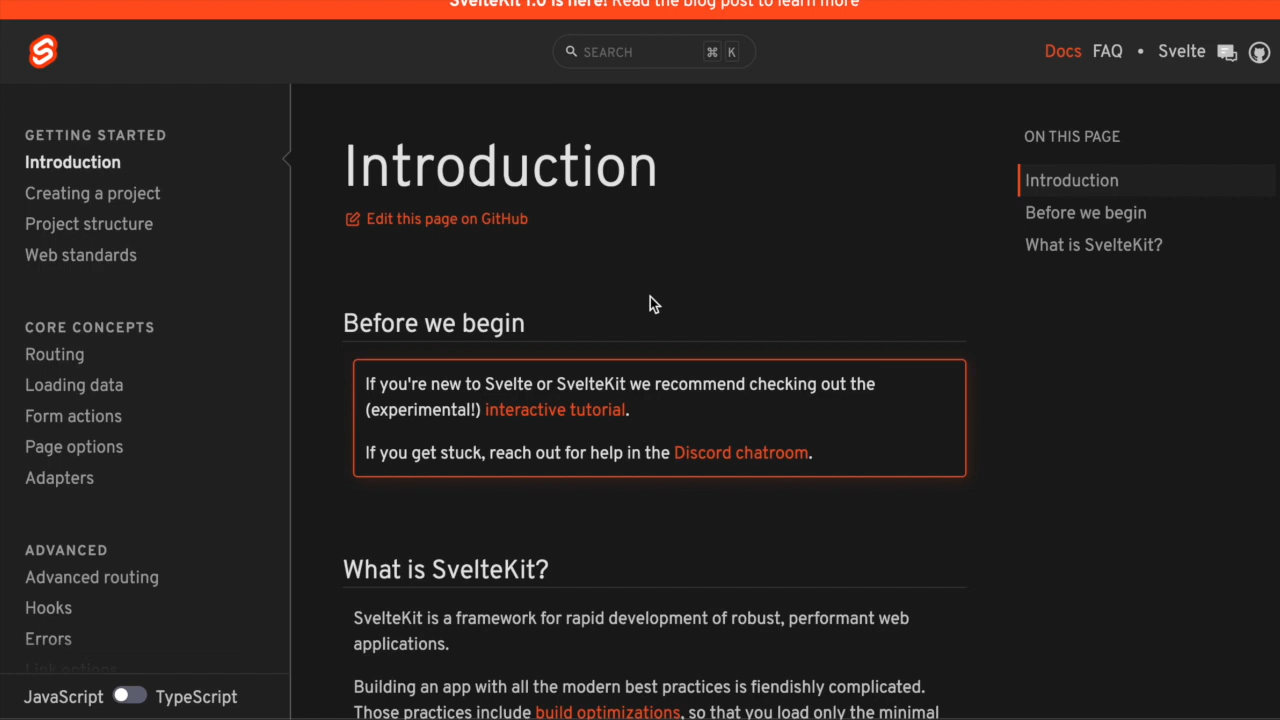 SvelteKit 1.0 is here! Read the blog post to learn more
SEARCH ⌘ K
Docs FAQ • Svelte
GETTING STARTED
Introduction
Creating a project
Project structure
Web standards
CORE CONCEPTS
Routing
Loading data
Form actions
Page options
Adapters
ADVANCED
Advanced routing
Hooks
Errors
Link options
JavaScript TypeScript
Introduction
Edit this page on GitHub
Before we begin
If you're new to Svelte or SvelteKit we recommend checking out the
(experimental!) interactive tutorial.
If you get stuck, reach out for help in the Discord chatroom.
What is SvelteKit?
SvelteKit is a framework for rapid development of robust, performant web
applications.
Building an app with all the modern best practices is fiendishly complicated.
Those practices include build optimizations, so that you load only the minimal
ON THIS PAGE
Introduction
Before we begin
What is SvelteKit?